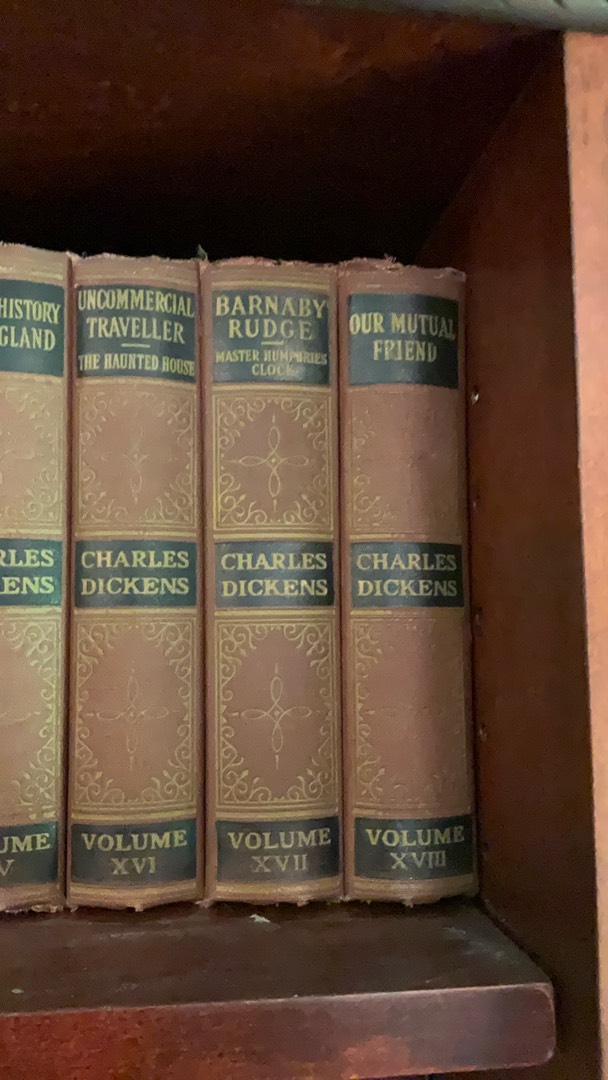 HISTORY
GLAND
RLES
ENS
UME
V
UNCOMMERCIAL
TRAVELLER
THE HAUNTED HOUSE
CHARLES
DICKENS
VOLUME
XVI
BARNABY
RUDGE
MASTER HUMPHRIES
CLOCK
CHARLES
DICKENS
VOLUME
XVII
OUR MUTUAL
FRIEND
CHARLES
DICKENS
VOLUME
XVIII